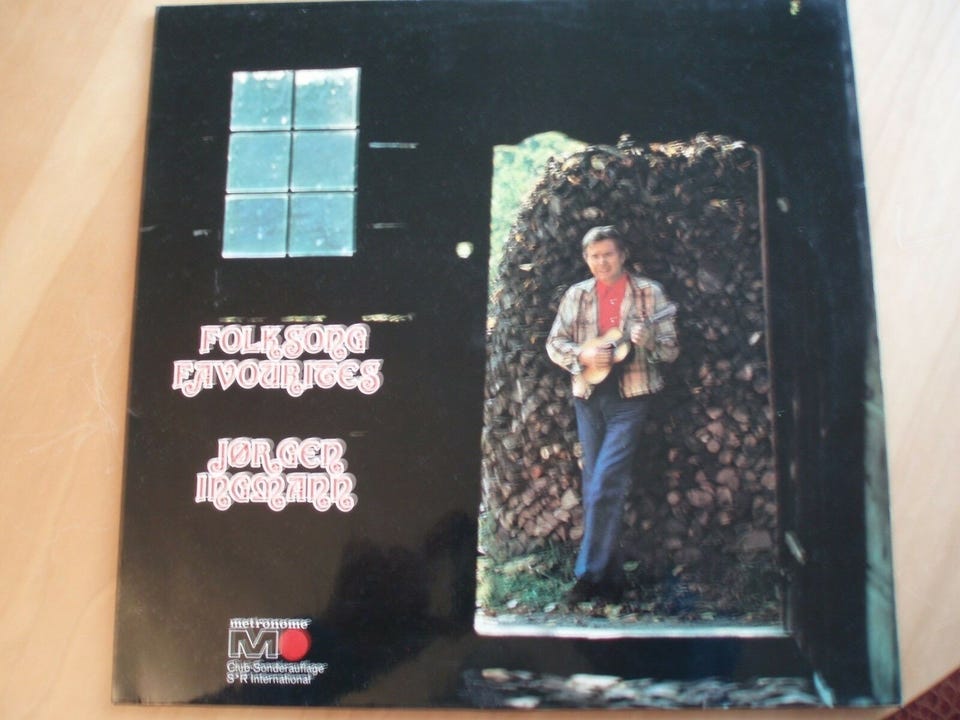 FOLKSONG
FAVOURITES
JØRGEN
INGMANN
metronome
M
Club-Sonderauflage
S*R International